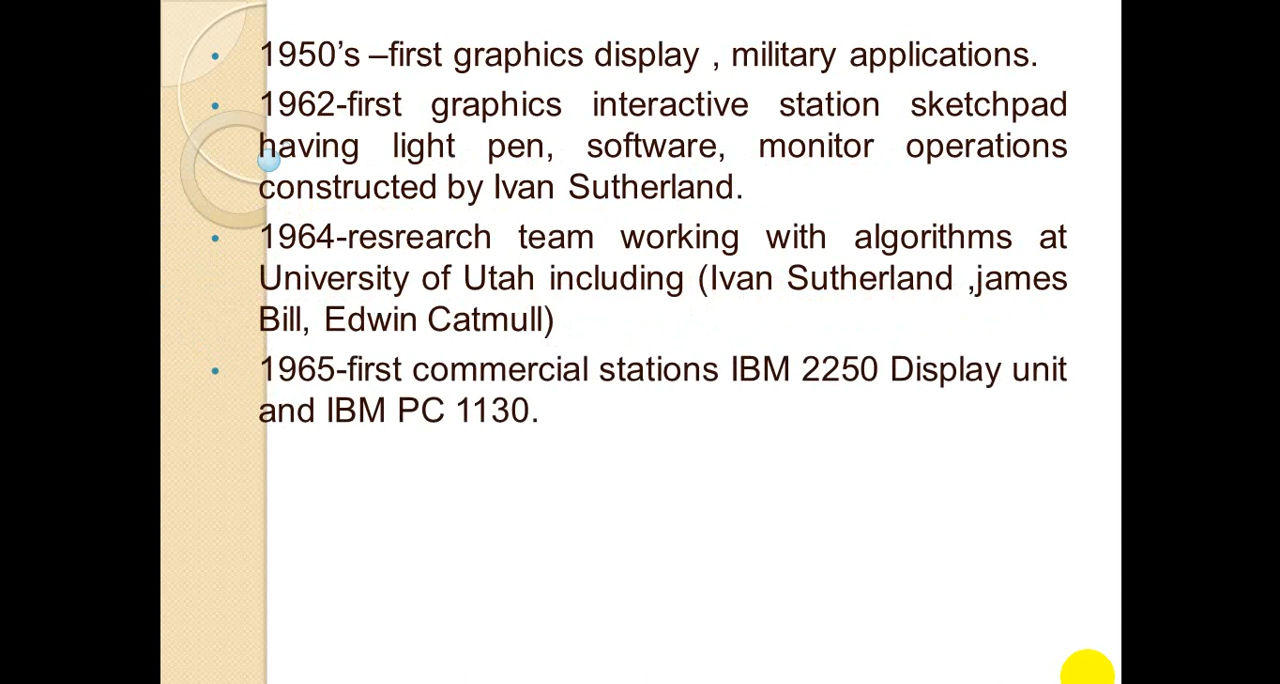 • 1950’s –first graphics display , military applications.
• 1962-first graphics interactive station sketchpad
having light pen, software, monitor operations
constructed by Ivan Sutherland.
• 1964-resrearch team working with algorithms at
University of Utah including (Ivan Sutherland ,james
Bill, Edwin Catmull)
• 1965-first commercial stations IBM 2250 Display unit
and IBM PC 1130.